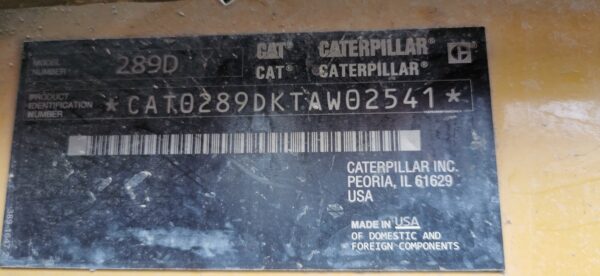 MODEL NUMBER 289D
CAT CATERPILLAR C
CAT® CATERPILLAR®
PRODUCT IDENTIFICATION NUMBER *CAT0289DKTAW02541*
CATERPILLAR INC.
PEORIA, IL 61629
USA
MADE IN USA
OF DOMESTIC AND
FOREIGN COMPONENTS